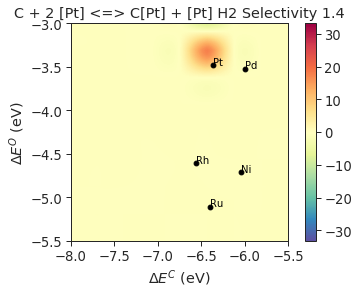 C + 2 [Pt] <=> C[Pt] + [Pt] H2 Selectivity 1.4
−3.0
−3.5
−4.0
−4.5
−5.0
−5.5
ΔE^O (eV)
Pt
Pd
Rh
Ni
Ru
−8.0 −7.5 −7.0 −6.5 −6.0 −5.5
ΔE^C (eV)
30
20
10
0
−10
−20
−30